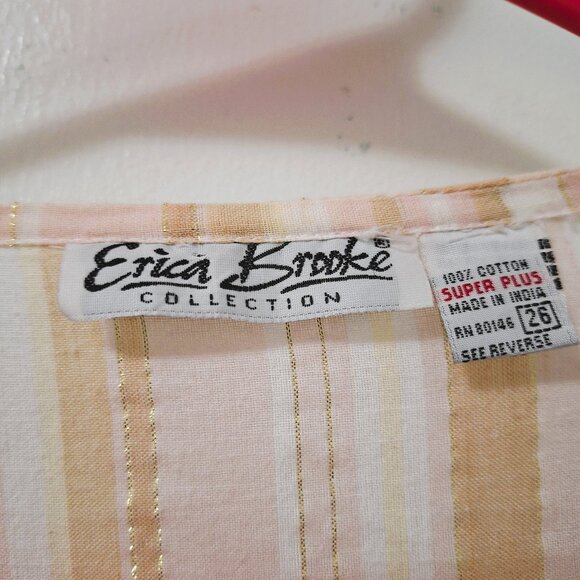 Erica Brooke
COLLECTION
100% COTTON
SUPER PLUS
MADE IN INDIA
RN 80146 26
SEE REVERSE